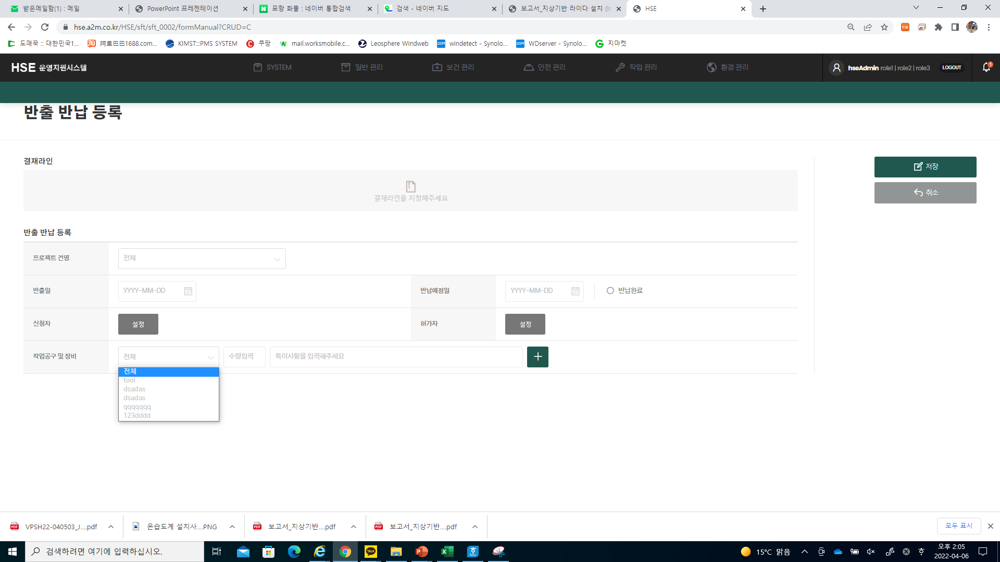 받은메일함(1) : 메일
PowerPoint 프레젠테이션
포항 화물 : 네이버 통합검색
검색 - 네이버 지도
보고서_지상기반 라이다 설치 (In
HSE
hse.a2m.co.kr/HSE/sft/sft_0002/formManual?CRUD=C
도매꾹 :: 대한민국1...
阿里巴巴1688.com...
KIMST:::PMS SYSTEM
쿠팡
mail.worksmobile.c...
Leosphere Windweb
windetect - Synolo...
WDserver - Synolo...
지마켓
HSE 운영지원시스템
SYSTEM
일반 관리
보건 관리
안전 관리
작업 관리
환경 관리
hseAdmin role1 | role2 | role3
LOGOUT
1
반출 반납 등록
결재라인
결재라인을 지정해주세요
저장
취소
반출 반납 등록
프로젝트 건명
전체
반출일
YYYY-MM-DD
반납예정일
YYYY-MM-DD
반납완료
신청자
설정
허가자
설정
작업공구 및 장비
전체
수량입력
특이사항을 입력해주세요
전체
tool
dsadas
dsadas
qqqqqqq
123dddd
VPSH22-040503_J....pdf
온습도계 설치사....PNG
보고서_지상기반....pdf
보고서_지상기반....pdf
모두 표시
검색하려면 여기에 입력하십시오.
15°C 맑음
오후 2:05
2022-04-06